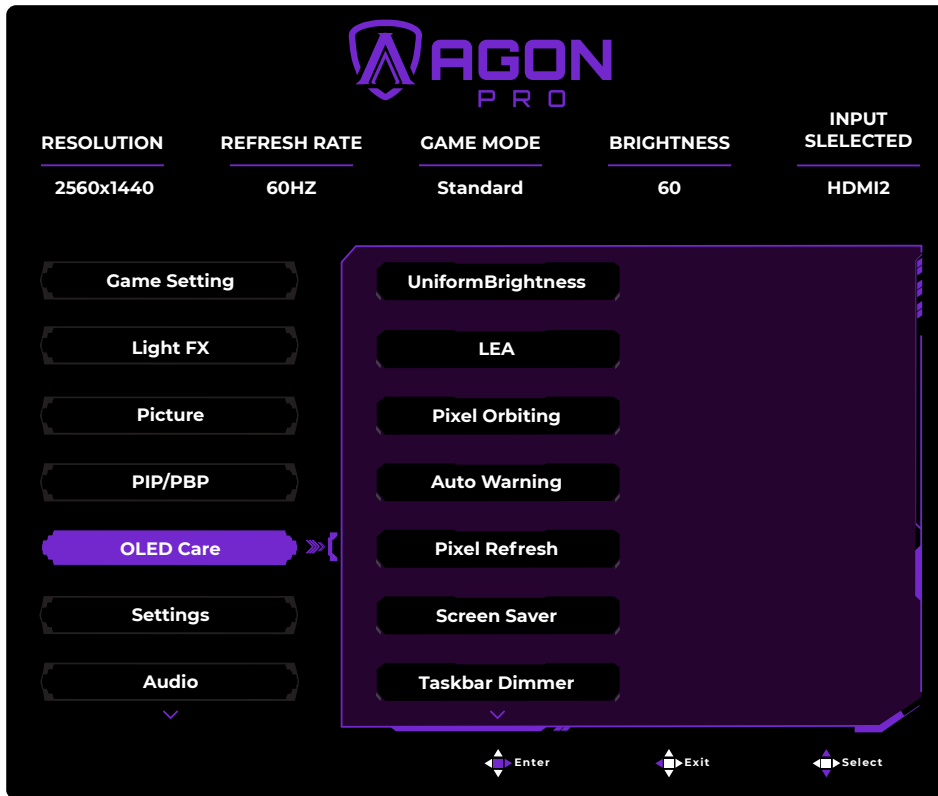 AGON
PRO
RESOLUTION
REFRESH RATE
GAME MODE
BRIGHTNESS
INPUT
SLELECTED
2560x1440
60HZ
Standard
60
HDMI2
Game Setting
Light FX
Picture
PIP/PBP
OLED Care
Settings
Audio
UniformBrightness
LEA
Pixel Orbiting
Auto Warning
Pixel Refresh
Screen Saver
Taskbar Dimmer
Enter
Exit
Select